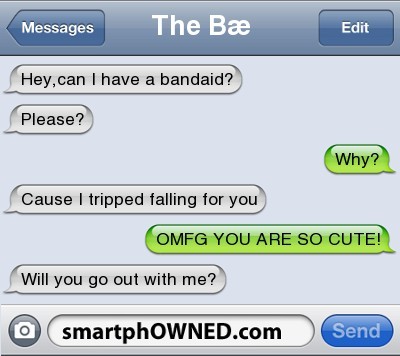 Messages
The Bæ
Edit
Hey,can I have a bandaid?
Please?
Why?
Cause I tripped falling for you
OMFG YOU ARE SO CUTE!
Will you go out with me?
smartphOWNED.com
Send